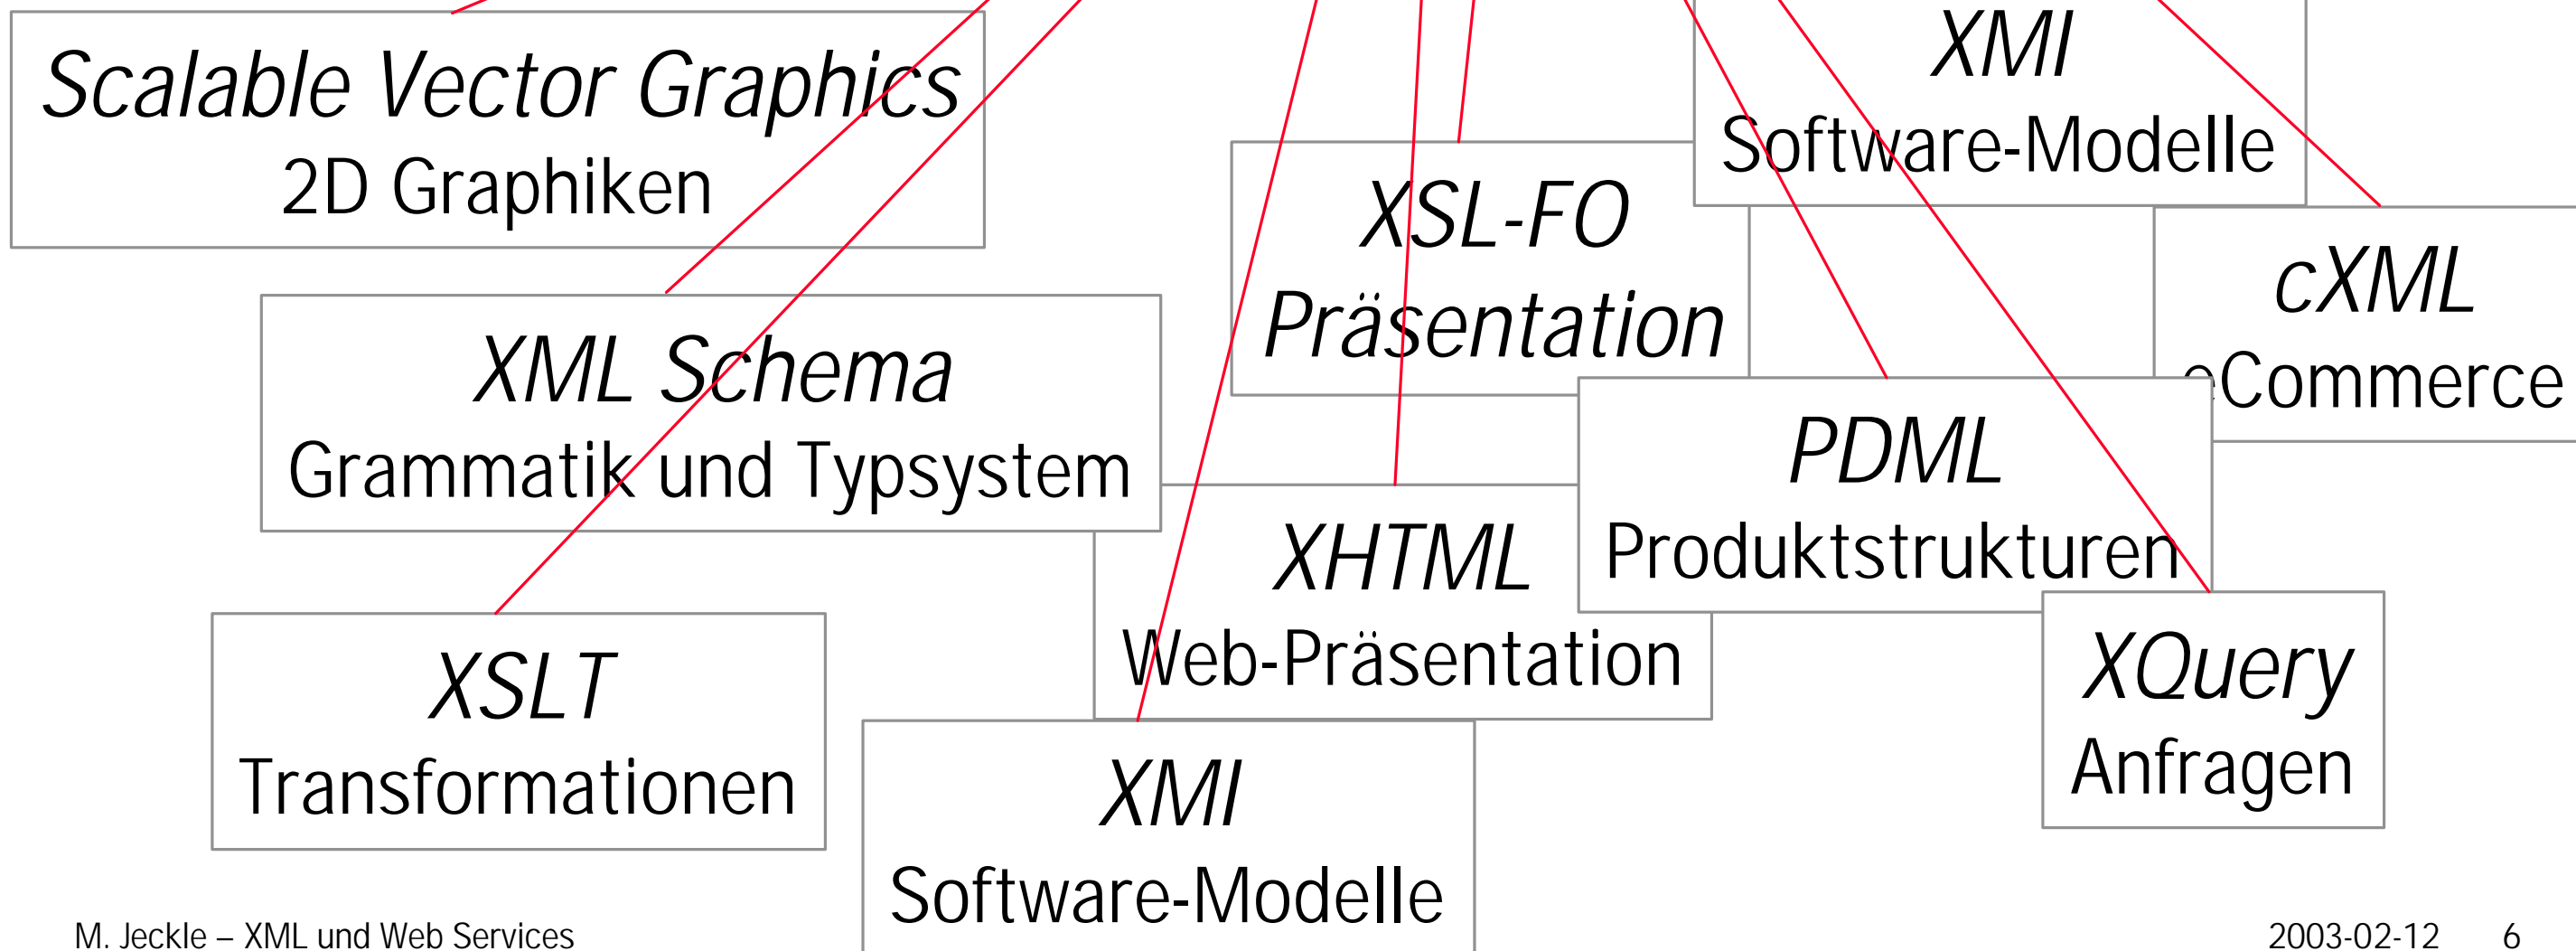 Scalable Vector Graphics
2D Graphiken
XMI
Software-Modelle
XSL-FO
Präsentation
cXML
eCommerce
XML Schema
Grammatik und Typsystem
PDML
Produktstrukturen
XHTML
Web-Präsentation
XSLT
Transformationen
XQuery
Anfragen
XMI
Software-Modelle
M. Jeckle – XML und Web Services
2003-02-12 6